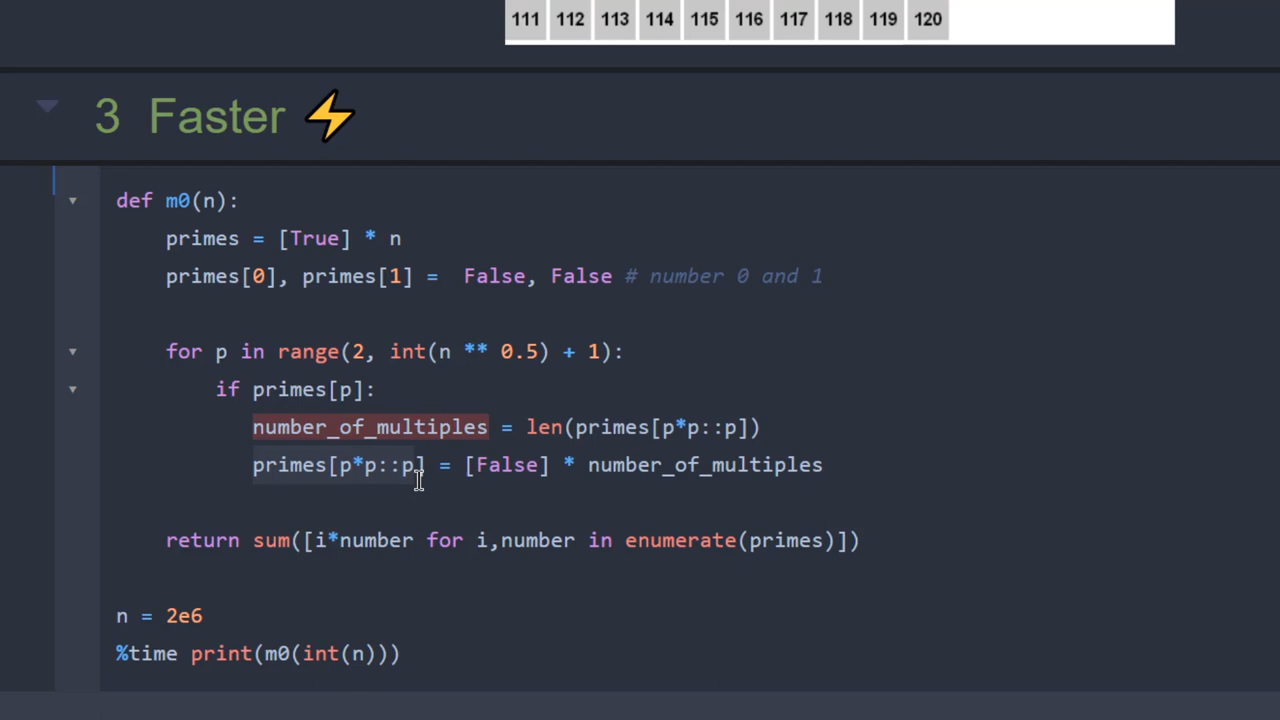 111 112 113 114 115 116 117 118 119 120
3 Faster ⚡
def m0(n):
primes = [True] * n
primes[0], primes[1] =  False, False # number 0 and 1
for p in range(2, int(n ** 0.5) + 1):
if primes[p]:
number_of_multiples = len(primes[p*p::p])
primes[p*p::p] = [False] * number_of_multiples
return sum([i*number for i,number in enumerate(primes)])
n = 2e6
%time print(m0(int(n)))